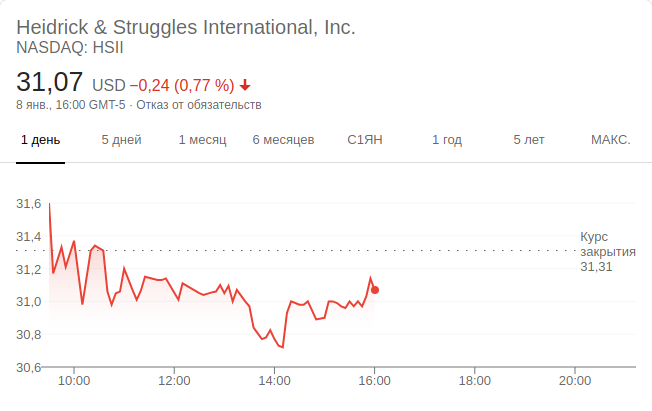 Heidrick & Struggles International, Inc.
NASDAQ: HSII
31,07 USD −0,24 (0,77 %)
8 янв., 16:00 GMT-5 · Отказ от обязательств
1 день 5 дней 1 месяц 6 месяцев С1ЯН 1 год 5 лет МАКС.
31,6
31,4
31,2
31,0
30,8
30,6
Курс
закрытия
31,31
10:00 12:00 14:00 16:00 18:00 20:00